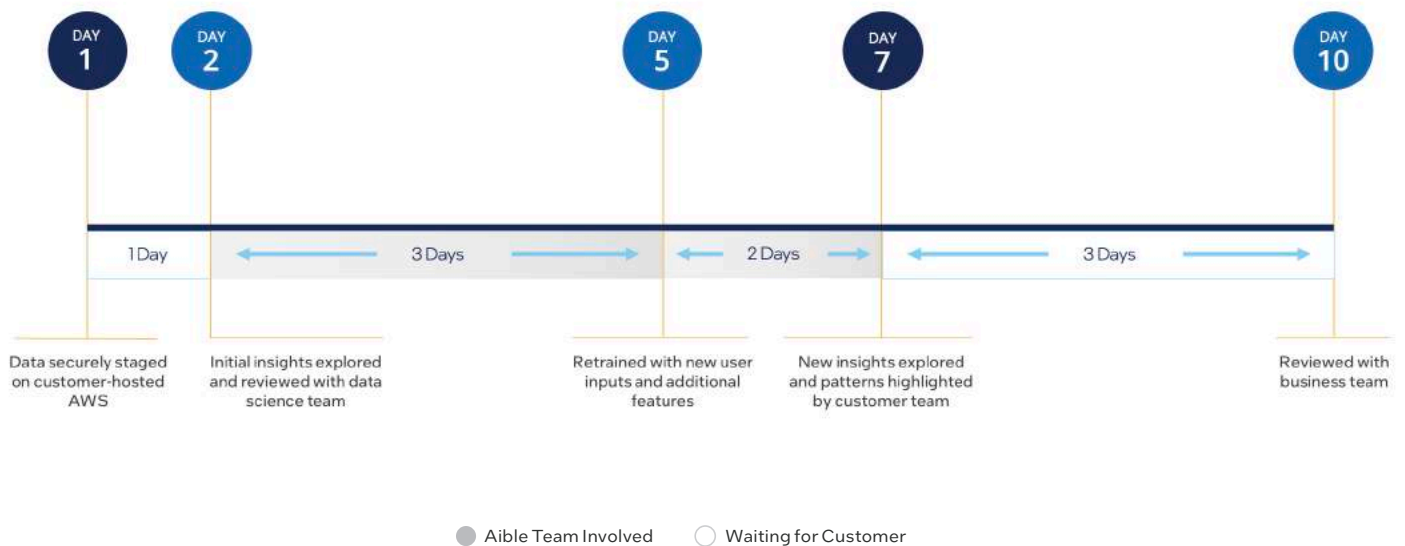 DAY
1
DAY
2
DAY
5
DAY
7
DAY
10
1 Day
3 Days
2 Days
3 Days
Data securely staged
on customer-hosted
AWS
Initial insights explored
and reviewed with data
science team
Retrained with new user
inputs and additional
features
New insights explored
and patterns highlighted
by customer team
Reviewed with
business team
Aible Team Involved
Waiting for Customer